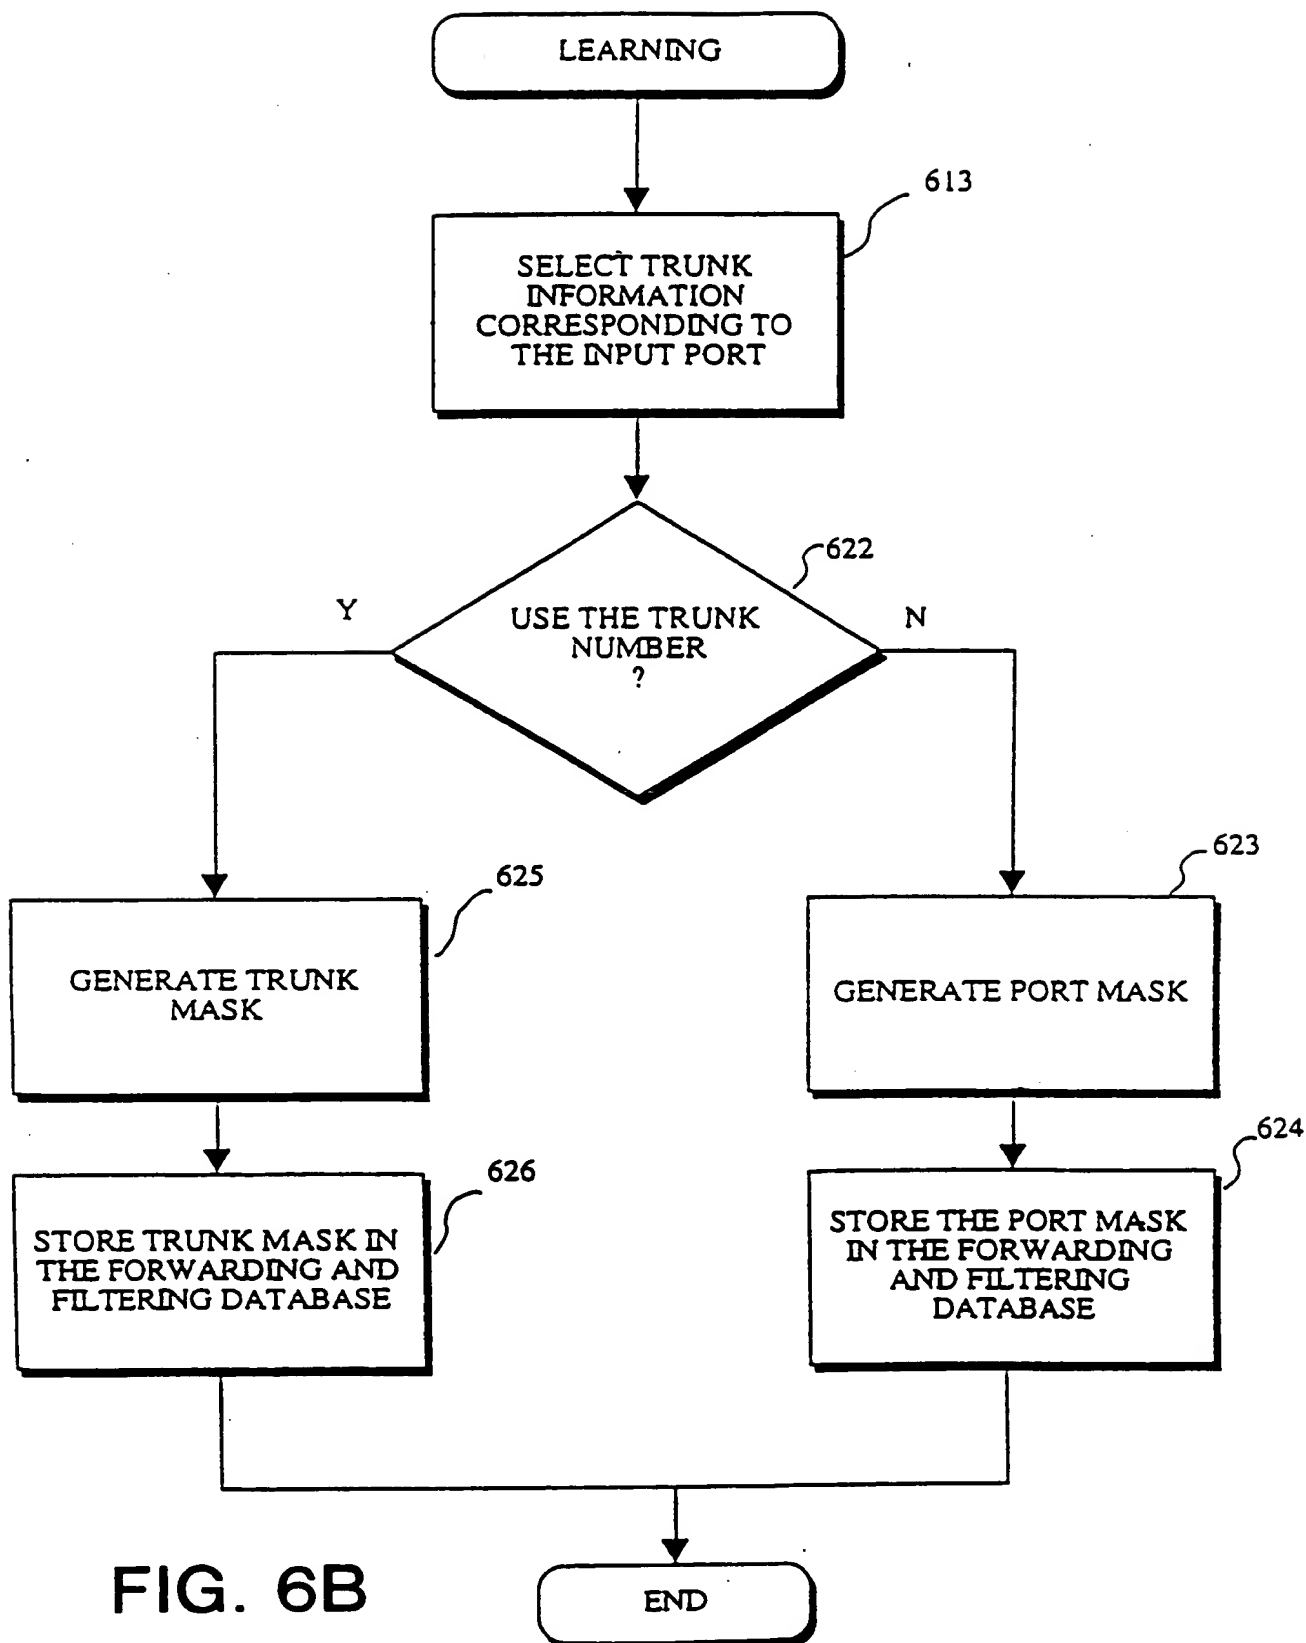 LEARNING
613
SELECT TRUNK
INFORMATION
CORRESPONDING TO
THE INPUT PORT
622
Y
USE THE TRUNK
NUMBER
?
N
625
GENERATE TRUNK
MASK
623
GENERATE PORT MASK
626
STORE TRUNK MASK IN
THE FORWARDING AND
FILTERING DATABASE
624
STORE THE PORT MASK
IN THE FORWARDING
AND FILTERING
DATABASE
FIG. 6B
END